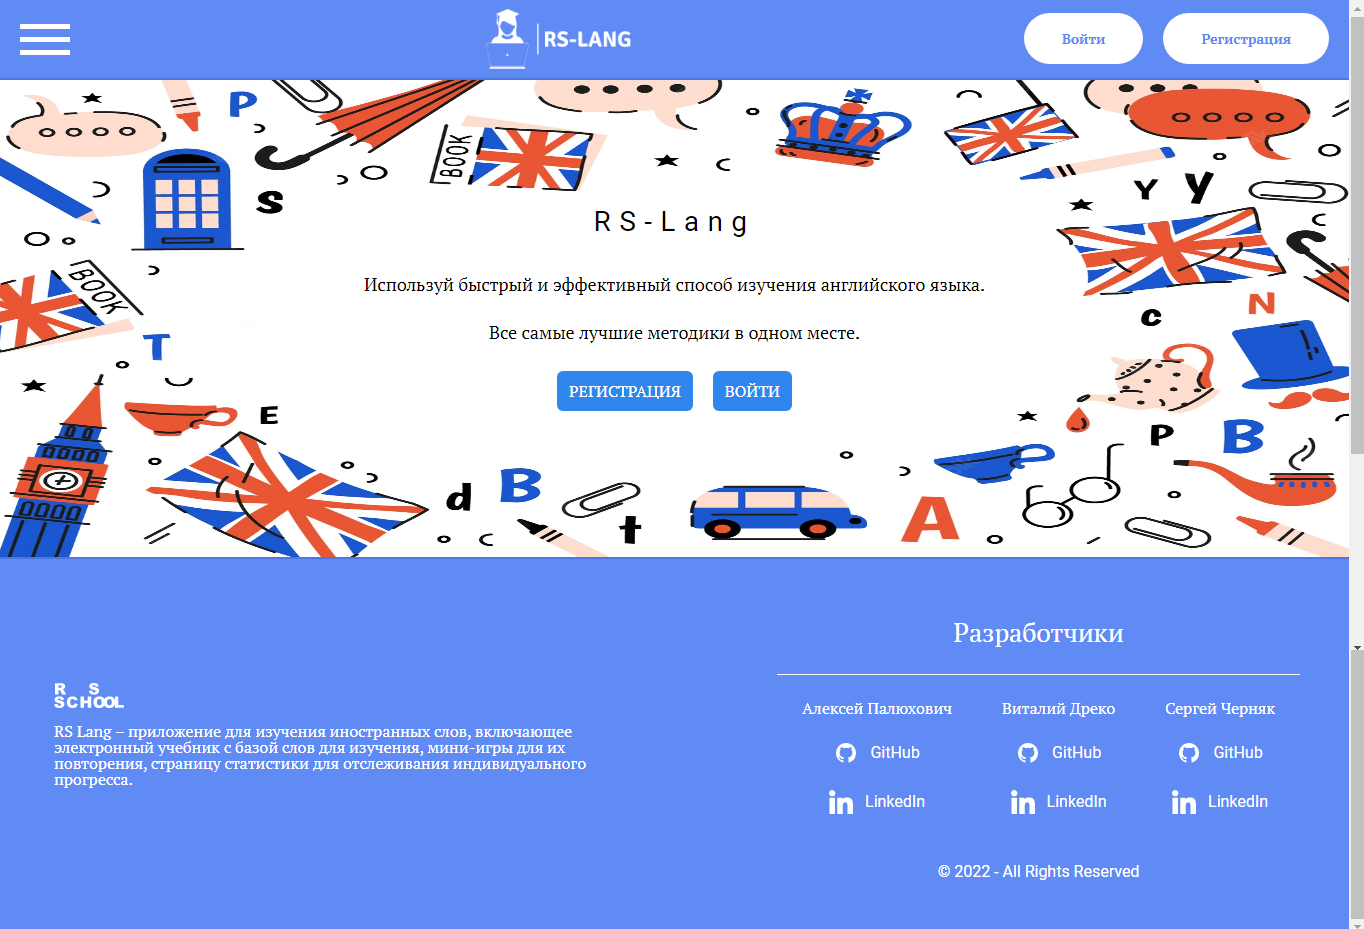 RS-LANG
Войти
Регистрация
P
BOOK
S
Y y
RS-Lang
Используй быстрый и эффективный способ изучения английского языка.
BOOK
N
c
Все самые лучшие методики в одном месте.
T
РЕГИСТРАЦИЯ
ВОЙТИ
E
P
B
d
B
t
A
Разработчики
R S
SCHOOL
RS Lang – приложение для изучения иностранных слов, включающее
электронный учебник с базой слов для изучения, мини-игры для их
повторения, страницу статистики для отслеживания индивидуального
прогресса.
Алексей Палюхович
Виталий Дреко
Сергей Черняк
GitHub
GitHub
GitHub
LinkedIn
LinkedIn
LinkedIn
© 2022 - All Rights Reserved